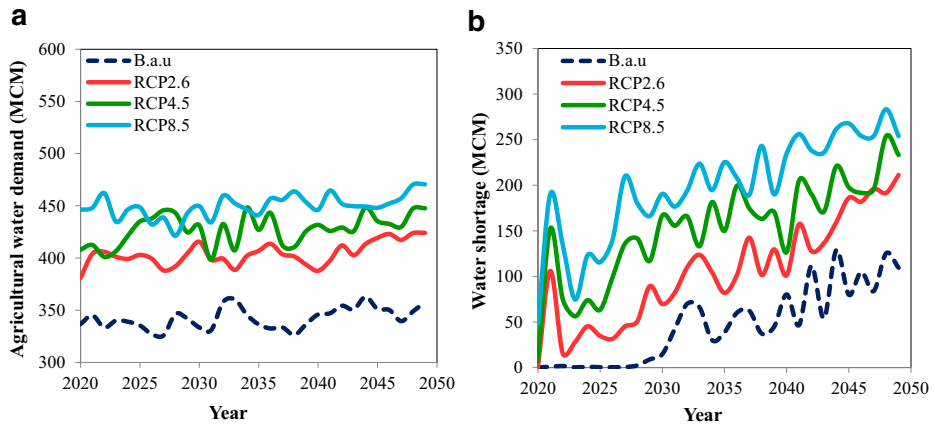 a
Agricultural water demand (MCM)
600
550
500
450
400
350
300
B.a.u
RCP2.6
RCP4.5
RCP8.5
2020 2025 2030 2035 2040 2045 2050
Year
b
Water shortage (MCM)
350
300
250
200
150
100
50
0
B.a.u
RCP2.6
RCP4.5
RCP8.5
2020 2025 2030 2035 2040 2045 2050
Year